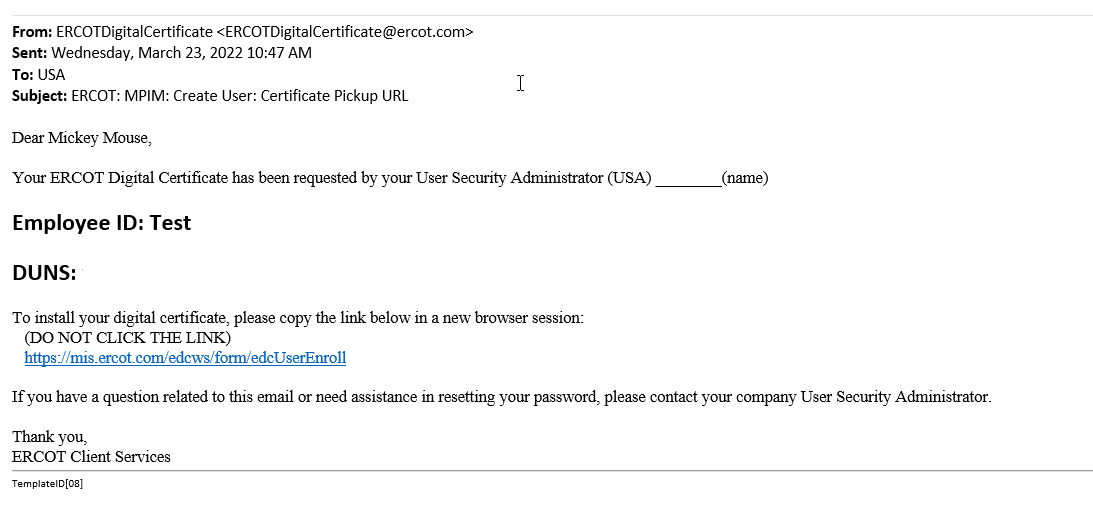 From: ERCOTDigitalCertificate <ERCOTDigitalCertificate@ercot.com>
Sent: Wednesday, March 23, 2022 10:47 AM
To: USA
Subject: ERCOT: MPIM: Create User: Certificate Pickup URL
Dear Mickey Mouse,
Your ERCOT Digital Certificate has been requested by your User Security Administrator (USA) ________(name)
Employee ID: Test
DUNS:
To install your digital certificate, please copy the link below in a new browser session:
(DO NOT CLICK THE LINK)
https://mis.ercot.com/edcws/form/edcUserEnroll
If you have a question related to this email or need assistance in resetting your password, please contact your company User Security Administrator.
Thank you,
ERCOT Client Services
TemplateID[08]